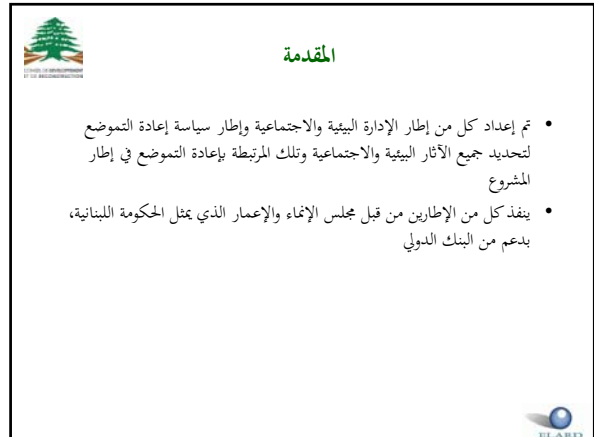 المقدمة
• تم إعداد كل من إطار الإدارة البيئية والاجتماعية وإطار سياسة إعادة التموضع
لتحديد جميع الآثار البيئية والاجتماعية وتلك المرتبطة بإعادة التموضع في إطار
المشروع
• ينفذ كل من الإطارين من قبل مجلس الإنماء والإعمار الذي يمثل الحكومة اللبنانية،
بدعم من البنك الدولي
ELARD